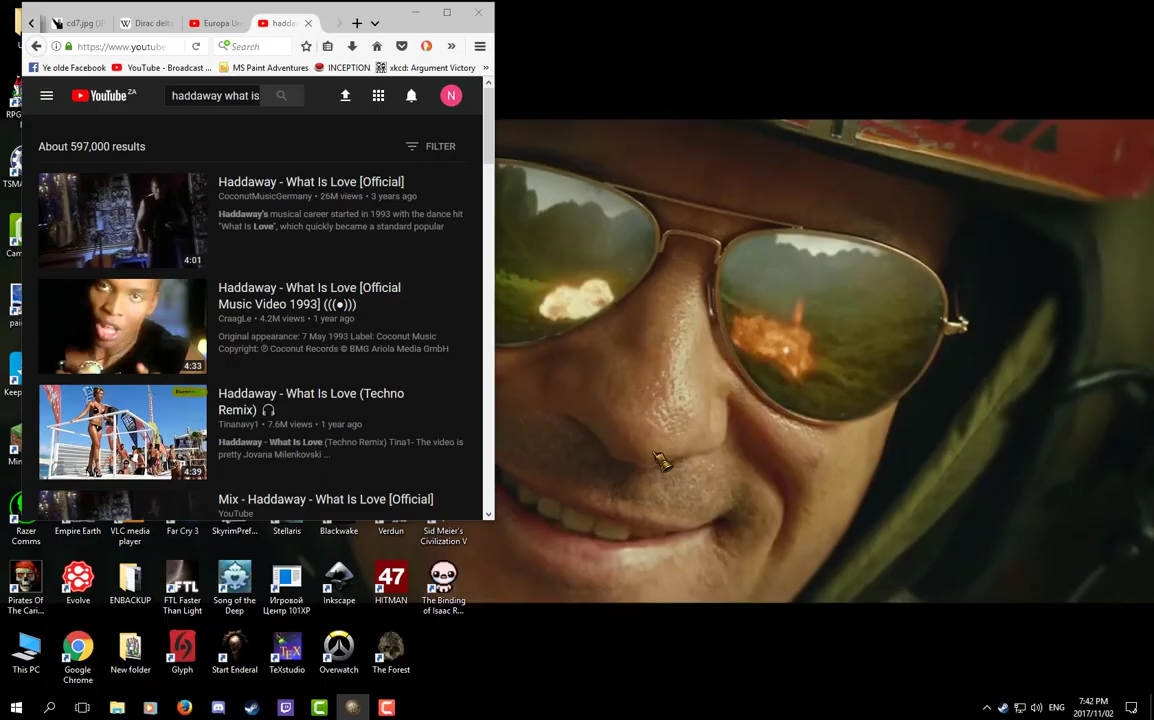 cd7.jpg (JP
Dirac delt
Europa Un
hadda
https://www.youtube
Search
Ye olde Facebook
YouTube - Broadcast ...
MS Paint Adventures
INCEPTION
xkcd: Argument Victory
YouTube ZA
haddaway what is
N
About 597,000 results
FILTER
Haddaway - What Is Love [Official]
CoconutMusicGermany • 26M views • 3 years ago
Haddaway's musical career started in 1993 with the dance hit
"What Is Love", which quickly became a standard popular
4:01
Haddaway - What Is Love [Official
Music Video 1993] (((●)))
CraagLe • 4.2M views • 1 year ago
Original appearance: 7 May 1993 Label: Coconut Music
Copyright: ℗ Coconut Records © BMG Ariola Media GmbH
4:33
Haddaway - What Is Love (Techno
Remix)
Tinanavy1 • 7.6M views • 1 year ago
Haddaway - What Is Love (Techno Remix) Tina1- The video is
pretty Jovana Milenkovski ...
4:39
Mix - Haddaway - What Is Love [Official]
YouTube
RPG
TSMA
Cam
pain
Keep
Min
Razer
Comms
Empire Earth
VLC media
player
Far Cry 3
SkyrimPref...
Stellaris
Blackwake
Verdun
Sid Meier's
Civilization V
Pirates Of
The Cari...
Evolve
ENBACKUP
FTL
FTL Faster
Than Light
Song of the
Deep
Игровой
Центр 101XP
Inkscape
47
HITMAN
The Binding
of Isaac R...
This PC
Google
Chrome
New folder
Glyph
Start Enderal
TeXstudio
Overwatch
The Forest
ENG
7:42 PM
2017/11/02